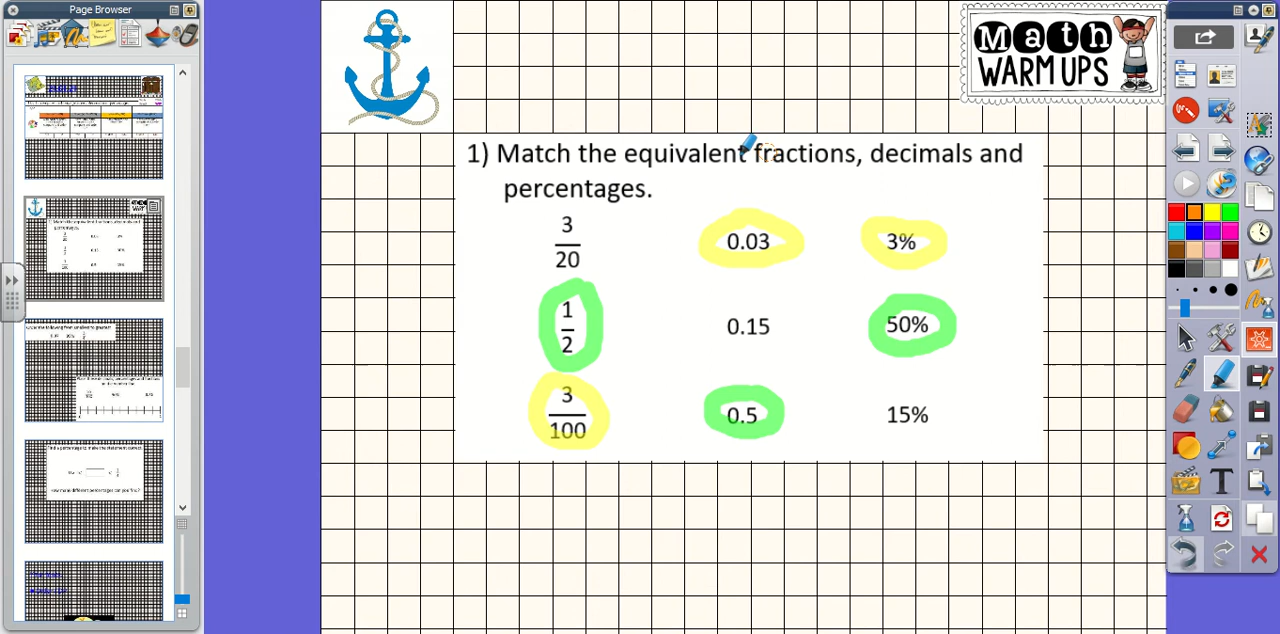 Page Browser
Math
WARM UPS
1) Match the equivalent fractions, decimals and
percentages.
3
20
0.03
3%
1
2
0.15
50%
3
100
0.5
15%